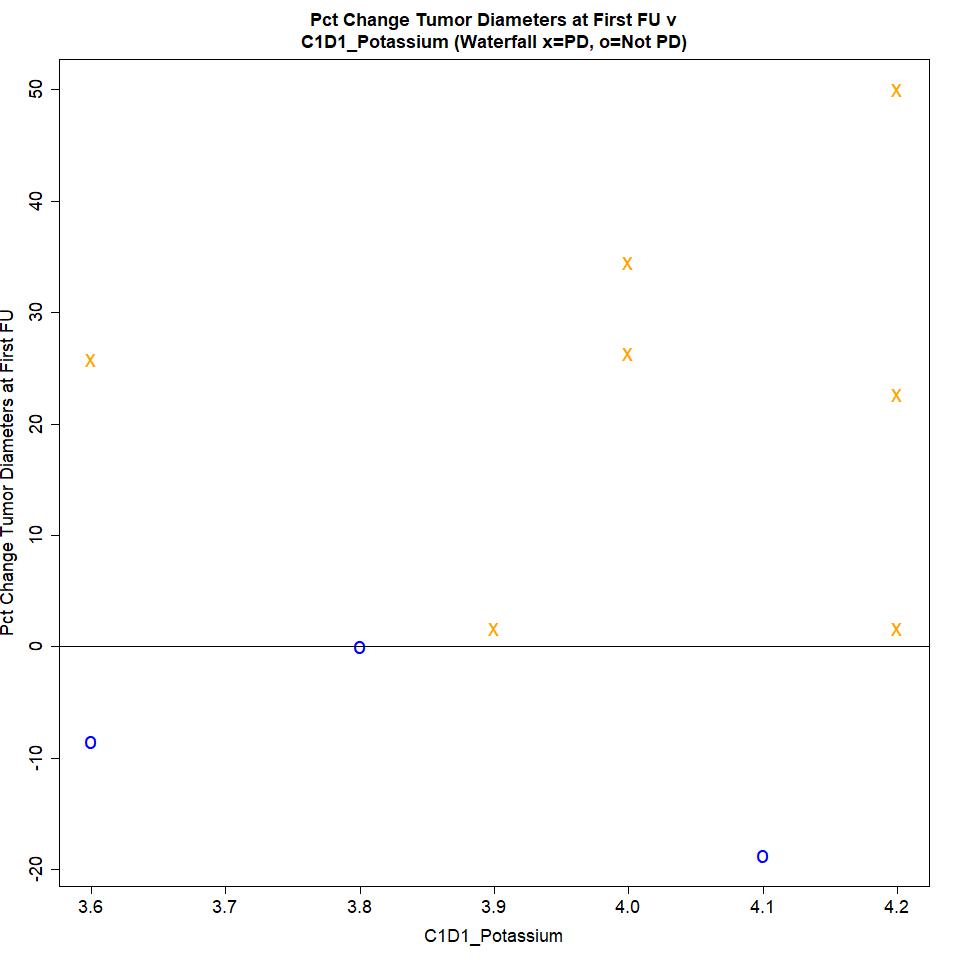 Pct Change Tumor Diameters at First FU v
C1D1_Potassium (Waterfall x=PD, o=Not PD)
Pct Change Tumor Diameters at First FU
50
40
30
20
10
0
-10
-20
X
X
X
X
X
X
X
O
O
O
3.6
3.7
3.8
3.9
4.0
4.1
4.2
C1D1_Potassium